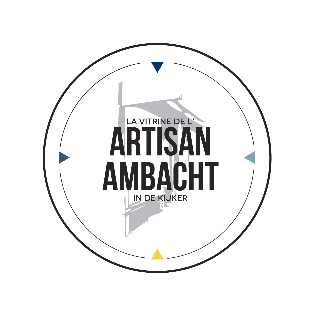 LA VITRINE DE L'
ARTISAN
AMBACHT
IN DE KIJKER